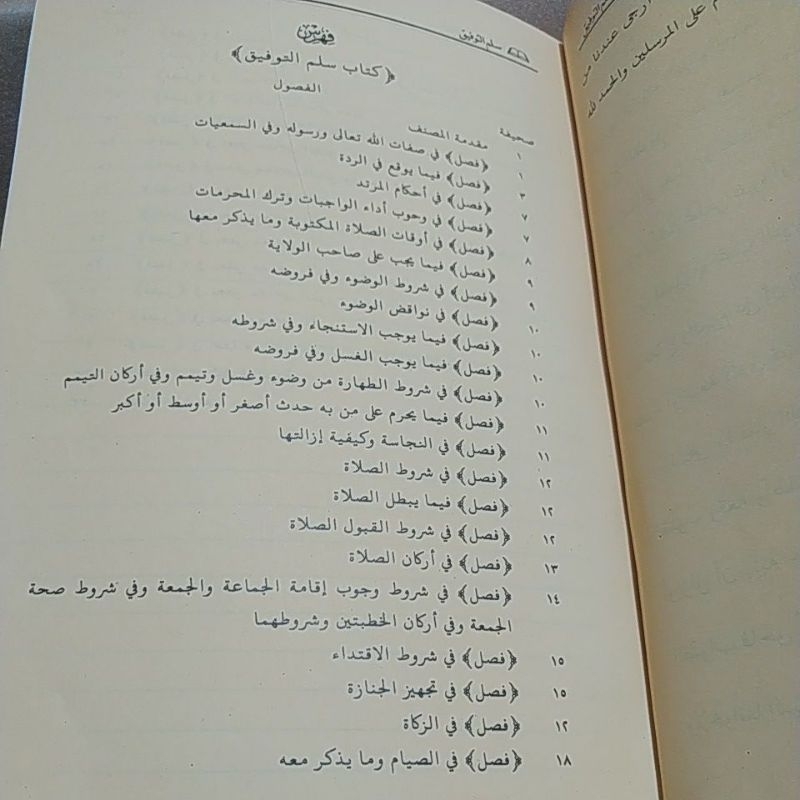 سلم التوفيق
فهرس
﴿كتاب سلم التوفيق﴾
الفصول
صحيفة
١ مقدمة المصنف
١ ﴿فصل﴾ في صفات الله تعالى ورسوله وفي السمعيات
٣ ﴿فصل﴾ فيما يوقع في الردة
٧ ﴿فصل﴾ في أحكام المرتد
٧ ﴿فصل﴾ في وجوب أداء الواجبات وترك المحرمات
٨ ﴿فصل﴾ في أوقات الصلاة المكتوبة وما يذكر معها
٩ ﴿فصل﴾ فيما يجب على صاحب الولاية
٩ ﴿فصل﴾ في شروط الوضوء وفي فروضه
١٠ ﴿فصل﴾ في نواقض الوضوء
١٠ ﴿فصل﴾ فيما يوجب الاستنجاء وفي شروطه
١٠ ﴿فصل﴾ فيما يوجب الغسل وفي فروضه
١٠ ﴿فصل﴾ في شروط الطهارة من وضوء وغسل وتيمم وفي أركان التيمم
١١ ﴿فصل﴾ فيما يحرم على من به حدث أصغر أو أوسط أو أكبر
١١ ﴿فصل﴾ في النجاسة وكيفية إزالتها
١٢ ﴿فصل﴾ في شروط الصلاة
١٢ ﴿فصل﴾ فيما يبطل الصلاة
١٢ ﴿فصل﴾ في شروط القبول الصلاة
١٣ ﴿فصل﴾ في أركان الصلاة
١٤ ﴿فصل﴾ في شروط وجوب إقامة الجماعة والجمعة وفي شروط صحة
الجمعة وفي أركان الخطبتين وشروطهما
١٥ ﴿فصل﴾ في شروط الاقتداء
١٥ ﴿فصل﴾ في تجهيز الجنازة
١٢ ﴿فصل﴾ في الزكاة
١٨ ﴿فصل﴾ في الصيام وما يذكر معه
عندنا من
على المرسلين والحمد لله